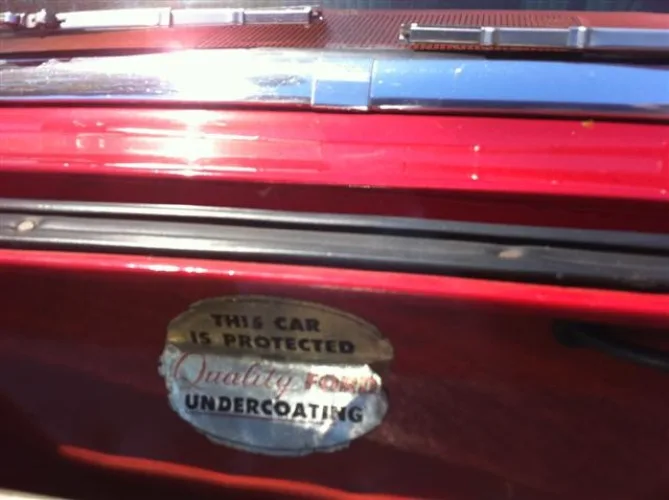 THIS CAR
IS PROTECTED
Quality FORD
UNDERCOATING